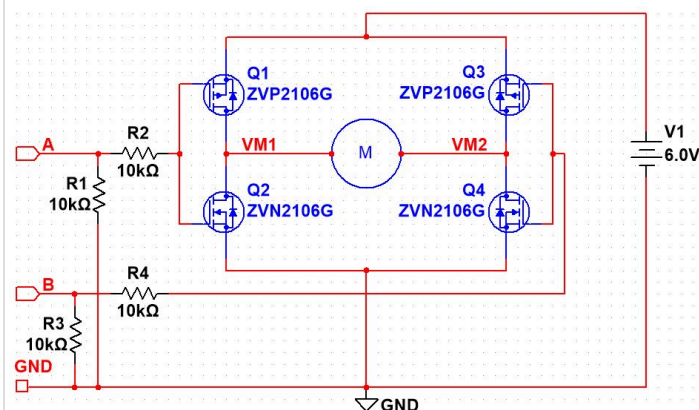 Q1
ZVP2106G
Q3
ZVP2106G
A
R2
10kΩ
VM1
M
VM2
V1
6.0V
R1
10kΩ
Q2
ZVN2106G
Q4
ZVN2106G
B
R4
10kΩ
R3
10kΩ
GND
GND